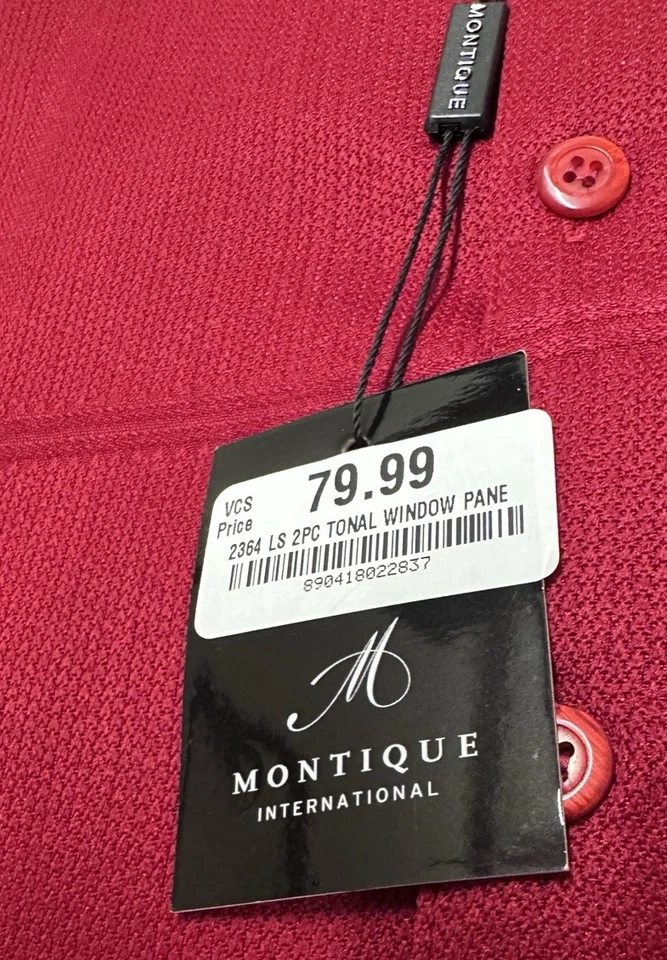 MONTIQUE
79.99
VCS
Price
2364 LS 2PC TONAL WINDOW PANE
890418022837
M
MONTIQUE
INTERNATIONAL